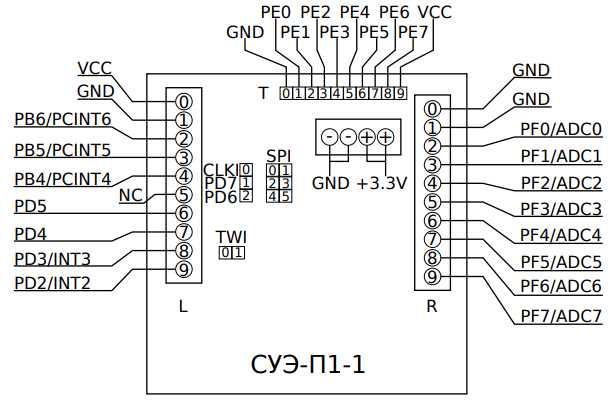 PE0 PE2 PE4 PE6 VCC
GND PE1 PE3 PE5 PE7
T 0 1 2 3 4 5 6 7 8 9
VCC
GND
PB6/PCINT6
PB5/PCINT5
PB4/PCINT4
NC
PD5
PD4
PD3/INT3
PD2/INT2
0
1
2
3
4
5
6
7
8
9
L
- - + +
GND +3.3V
CLKI 0
PD7 1
PD6 2
SPI
0 1
2 3
4 5
TWI
0 1
0
1
2
3
4
5
6
7
8
9
R
GND
GND
PF0/ADC0
PF1/ADC1
PF2/ADC2
PF3/ADC3
PF4/ADC4
PF5/ADC5
PF6/ADC6
PF7/ADC7
СУЭ-П1-1